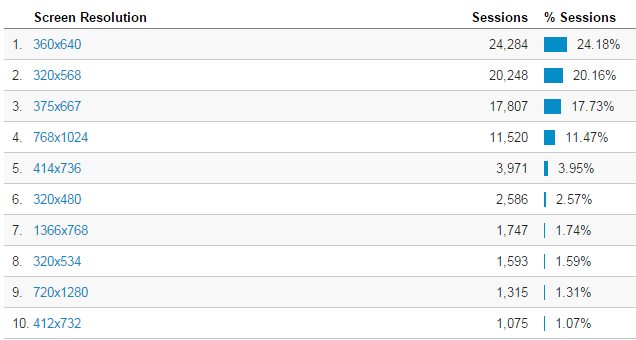 Screen Resolution Sessions % Sessions
1. 360x640 24,284 24.18%
2. 320x568 20,248 20.16%
3. 375x667 17,807 17.73%
4. 768x1024 11,520 11.47%
5. 414x736 3,971 3.95%
6. 320x480 2,586 2.57%
7. 1366x768 1,747 1.74%
8. 320x534 1,593 1.59%
9. 720x1280 1,315 1.31%
10. 412x732 1,075 1.07%